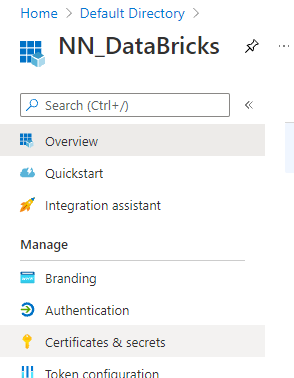 Home > Default Directory >
NN_DataBricks
Search (Ctrl+/)
Overview
Quickstart
Integration assistant
Manage
Branding
Authentication
Certificates & secrets
Token configuration